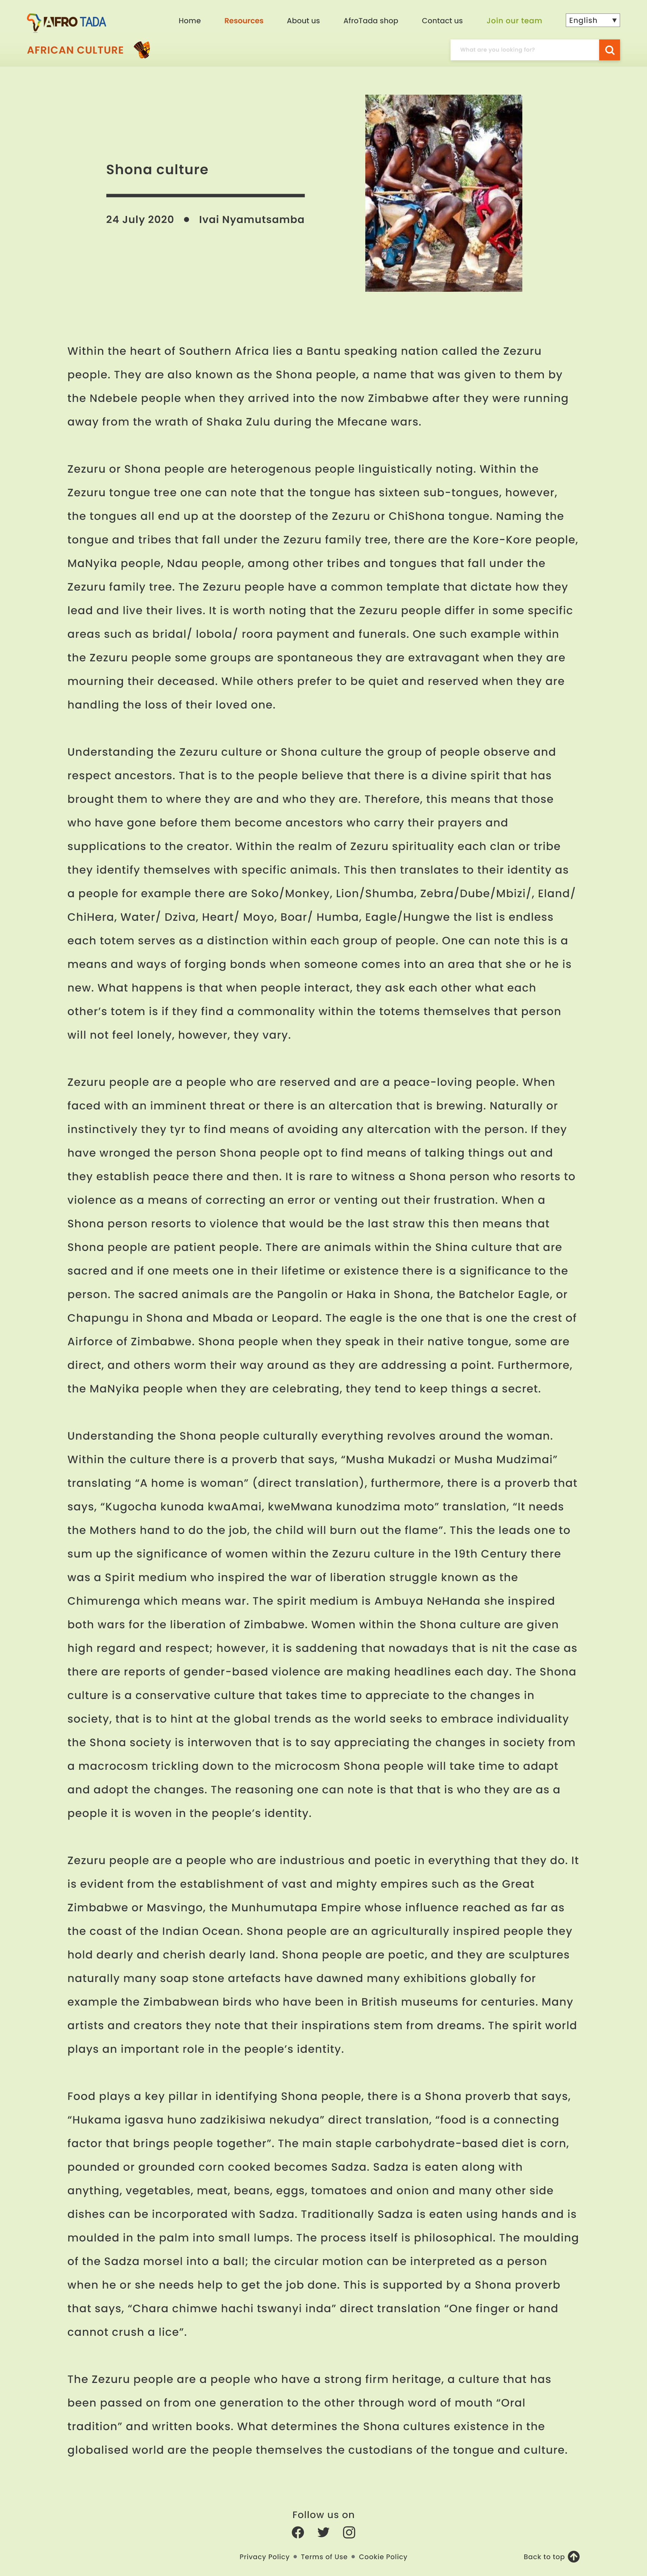 AFRO TADA
Home
Resources
About us
AfroTada shop
Contact us
Join our team
English
AFRICAN CULTURE
What are you looking for?
Shona culture
24 July 2020 • Ivai Nyamutsamba
Within the heart of Southern Africa lies a Bantu speaking nation called the Zezuru
people. They are also known as the Shona people, a name that was given to them by
the Ndebele people when they arrived into the now Zimbabwe after they were running
away from the wrath of Shaka Zulu during the Mfecane wars.
Zezuru or Shona people are heterogenous people linguistically noting. Within the
Zezuru tongue tree one can note that the tongue has sixteen sub-tongues, however,
the tongues all end up at the doorstep of the Zezuru or ChiShona tongue. Naming the
tongue and tribes that fall under the Zezuru family tree, there are the Kore-Kore people,
MaNyika people, Ndau people, among other tribes and tongues that fall under the
Zezuru family tree. The Zezuru people have a common template that dictate how they
lead and live their lives. It is worth noting that the Zezuru people differ in some specific
areas such as bridal/ lobola/ roora payment and funerals. One such example within
the Zezuru people some groups are spontaneous they are extravagant when they are
mourning their deceased. While others prefer to be quiet and reserved when they are
handling the loss of their loved one.
Understanding the Zezuru culture or Shona culture the group of people observe and
respect ancestors. That is to the people believe that there is a divine spirit that has
brought them to where they are and who they are. Therefore, this means that those
who have gone before them become ancestors who carry their prayers and
supplications to the creator. Within the realm of Zezuru spirituality each clan or tribe
they identify themselves with specific animals. This then translates to their identity as
a people for example there are Soko/Monkey, Lion/Shumba, Zebra/Dube/Mbizi/, Eland/
ChiHera, Water/ Dziva, Heart/ Moyo, Boar/ Humba, Eagle/Hungwe the list is endless
each totem serves as a distinction within each group of people. One can note this is a
means and ways of forging bonds when someone comes into an area that she or he is
new. What happens is that when people interact, they ask each other what each
other's totem is if they find a commonality within the totems themselves that person
will not feel lonely, however, they vary.
Zezuru people are a people who are reserved and are a peace-loving people. When
faced with an imminent threat or there is an altercation that is brewing. Naturally or
instinctively they tyr to find means of avoiding any altercation with the person. If they
have wronged the person Shona people opt to find means of talking things out and
they establish peace there and then. It is rare to witness a Shona person who resorts to
violence as a means of correcting an error or venting out their frustration. When a
Shona person resorts to violence that would be the last straw this then means that
Shona people are patient people. There are animals within the Shina culture that are
sacred and if one meets one in their lifetime or existence there is a significance to the
person. The sacred animals are the Pangolin or Haka in Shona, the Batchelor Eagle, or
Chapungu in Shona and Mbada or Leopard. The eagle is the one that is one the crest of
Airforce of Zimbabwe. Shona people when they speak in their native tongue, some are
direct, and others worm their way around as they are addressing a point. Furthermore,
the MaNyika people when they are celebrating, they tend to keep things a secret.
Understanding the Shona people culturally everything revolves around the woman.
Within the culture there is a proverb that says, “Musha Mukadzi or Musha Mudzimai”
translating “A home is woman” (direct translation), furthermore, there is a proverb that
says, “Kugocha kunoda kwaAmai, kweMwana kunodzima moto” translation, “It needs
the Mothers hand to do the job, the child will burn out the flame”. This the leads one to
sum up the significance of women within the Zezuru culture in the 19th Century there
was a Spirit medium who inspired the war of liberation struggle known as the
Chimurenga which means war. The spirit medium is Ambuya NeHanda she inspired
both wars for the liberation of Zimbabwe. Women within the Shona culture are given
high regard and respect; however, it is saddening that nowadays that is nit the case as
there are reports of gender-based violence are making headlines each day. The Shona
culture is a conservative culture that takes time to appreciate to the changes in
society, that is to hint at the global trends as the world seeks to embrace individuality
the Shona society is interwoven that is to say appreciating the changes in society from
a macrocosm trickling down to the microcosm Shona people will take time to adapt
and adopt the changes. The reasoning one can note is that that is who they are as a
people it is woven in the people's identity.
Zezuru people are a people who are industrious and poetic in everything that they do. It
is evident from the establishment of vast and mighty empires such as the Great
Zimbabwe or Masvingo, the Munhumutapa Empire whose influence reached as far as
the coast of the Indian Ocean. Shona people are an agriculturally inspired people they
hold dearly and cherish dearly land. Shona people are poetic, and they are sculptures
naturally many soap stone artefacts have dawned many exhibitions globally for
example the Zimbabwean birds who have been in British museums for centuries. Many
artists and creators they note that their inspirations stem from dreams. The spirit world
plays an important role in the people's identity.
Food plays a key pillar in identifying Shona people, there is a Shona proverb that says,
“Hukama igasva huno zadzikisiwa nekudya” direct translation, “food is a connecting
factor that brings people together”. The main staple carbohydrate-based diet is corn,
pounded or grounded corn cooked becomes Sadza. Sadza is eaten along with
anything, vegetables, meat, beans, eggs, tomatoes and onion and many other side
dishes can be incorporated with Sadza. Traditionally Sadza is eaten using hands and is
moulded in the palm into small lumps. The process itself is philosophical. The moulding
of the Sadza morsel into a ball; the circular motion can be interpreted as a person
when he or she needs help to get the job done. This is supported by a Shona proverb
that says, “Chara chimwe hachi tswanyi inda” direct translation “One finger or hand
cannot crush a lice”.
The Zezuru people are a people who have a strong firm heritage, a culture that has
been passed on from one generation to the other through word of mouth “Oral
tradition” and written books. What determines the Shona cultures existence in the
globalised world are the people themselves the custodians of the tongue and culture.
Follow us on
Privacy Policy • Terms of Use • Cookie Policy
Back to top